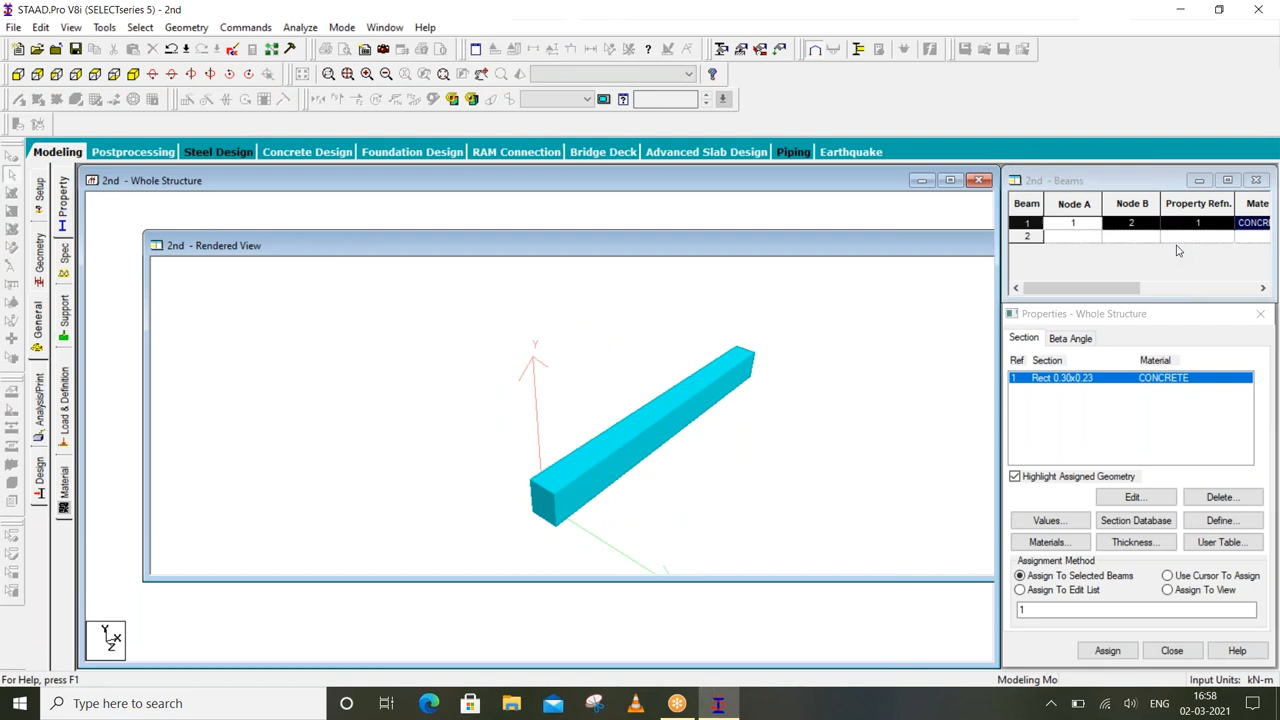 STAAD.Pro V8i (SELECTseries 5) - 2nd
File Edit View Tools Select Geometry Commands Analyze Mode Window Help
Modeling Postprocessing Steel Design Concrete Design Foundation Design RAM Connection Bridge Deck Advanced Slab Design Piping Earthquake
2nd - Whole Structure
2nd - Rendered View
Setup
Geometry
General
Analysis/Print
Design
Property
Spec
Support
Load & Definition
Material
Y
Y
X
Z
2nd - Beams
Beam Node A Node B Property Refn. Mate
1 1 2 1 CONCR
2
Properties - Whole Structure
Section Beta Angle
Ref Section Material
1 Rect 0.30x0.23 CONCRETE
Highlight Assigned Geometry
Edit... Delete...
Values... Section Database Define...
Materials... Thickness... User Table...
Assignment Method
Assign To Selected Beams Use Cursor To Assign
Assign To Edit List Assign To View
1
Assign Close Help
For Help, press F1 Modeling Mo Input Units: kN-m
Type here to search
ENG
16:58
02-03-2021